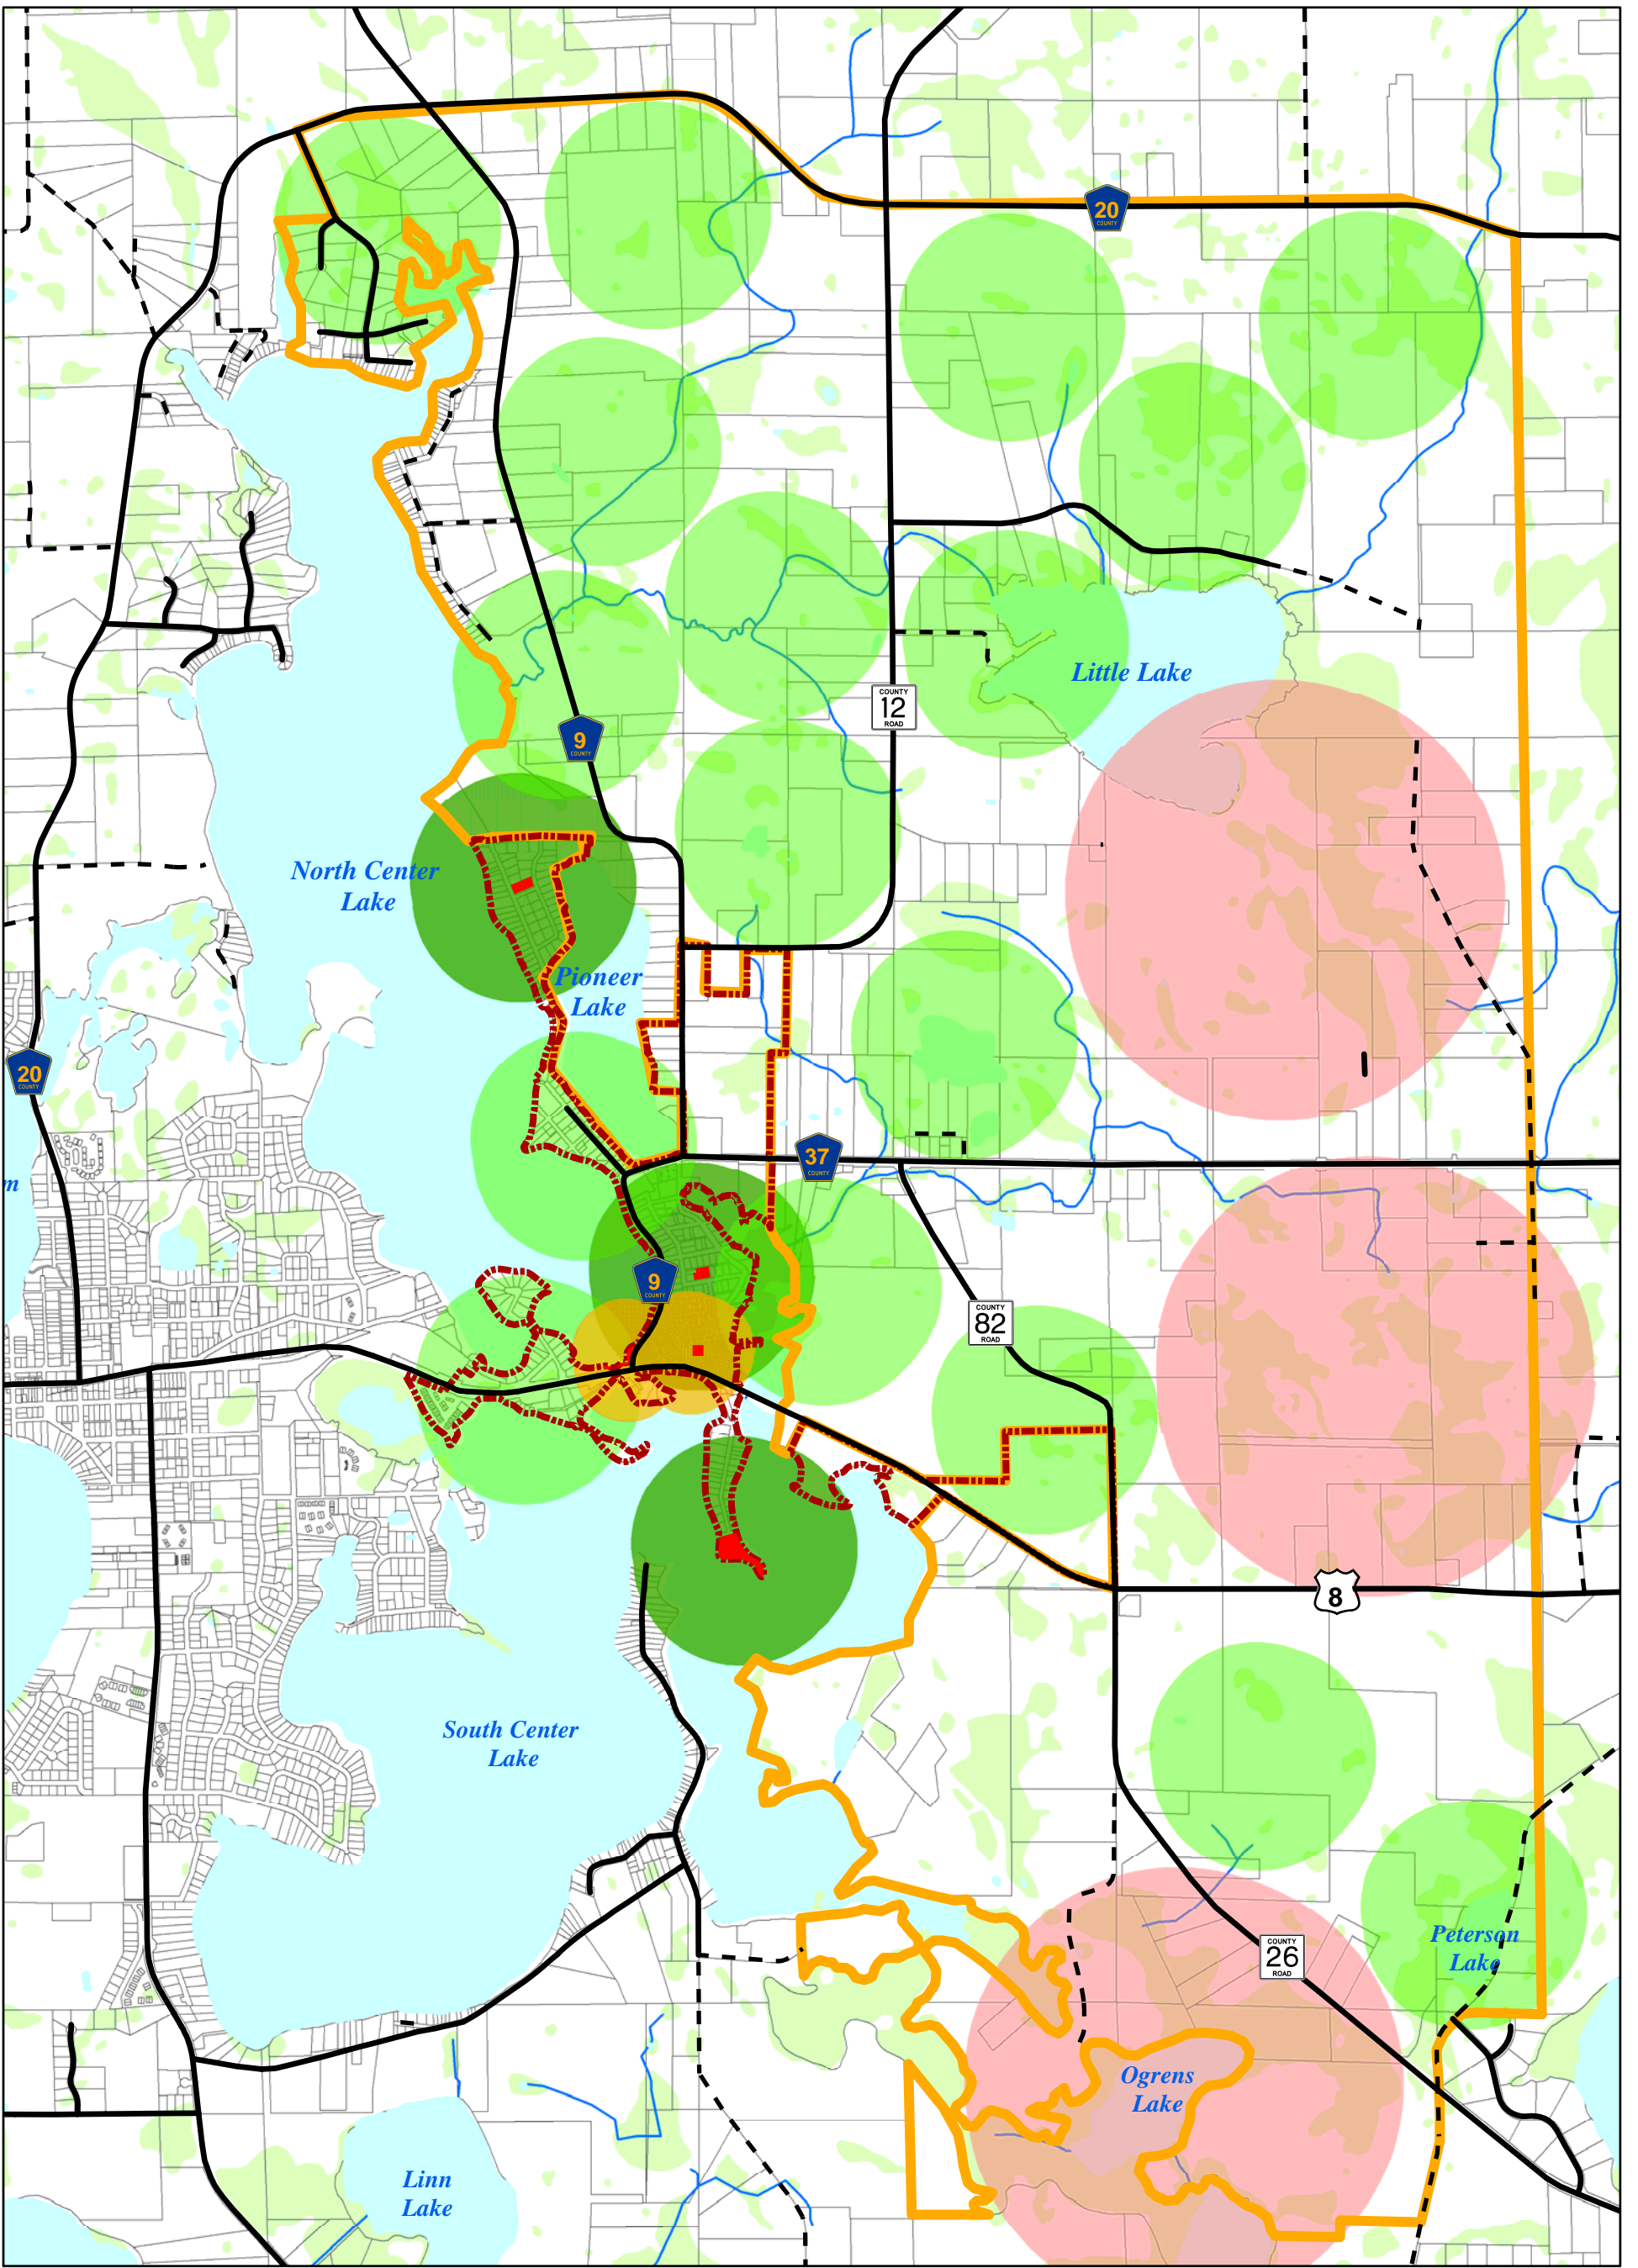 20
COUNTY
Little Lake
COUNTY
12
ROAD
9
COUNTY
North Center
Lake
Pioneer
Lake
20
COUNTY
37
COUNTY
m
9
COUNTY
COUNTY
82
ROAD
8
South Center
Lake
Peterson
Lake
COUNTY
26
ROAD
Ogrens
Lake
Linn
Lake